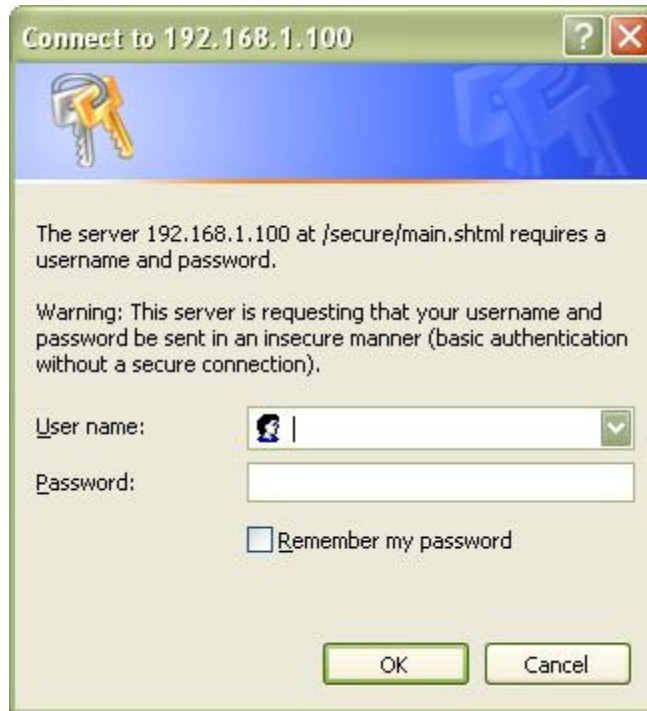 Connect to 192.168.1.100
The server 192.168.1.100 at /secure/main.shtml requires a
username and password.
Warning: This server is requesting that your username and
password be sent in an insecure manner (basic authentication
without a secure connection).
User name:
Password:
Remember my password
OK Cancel